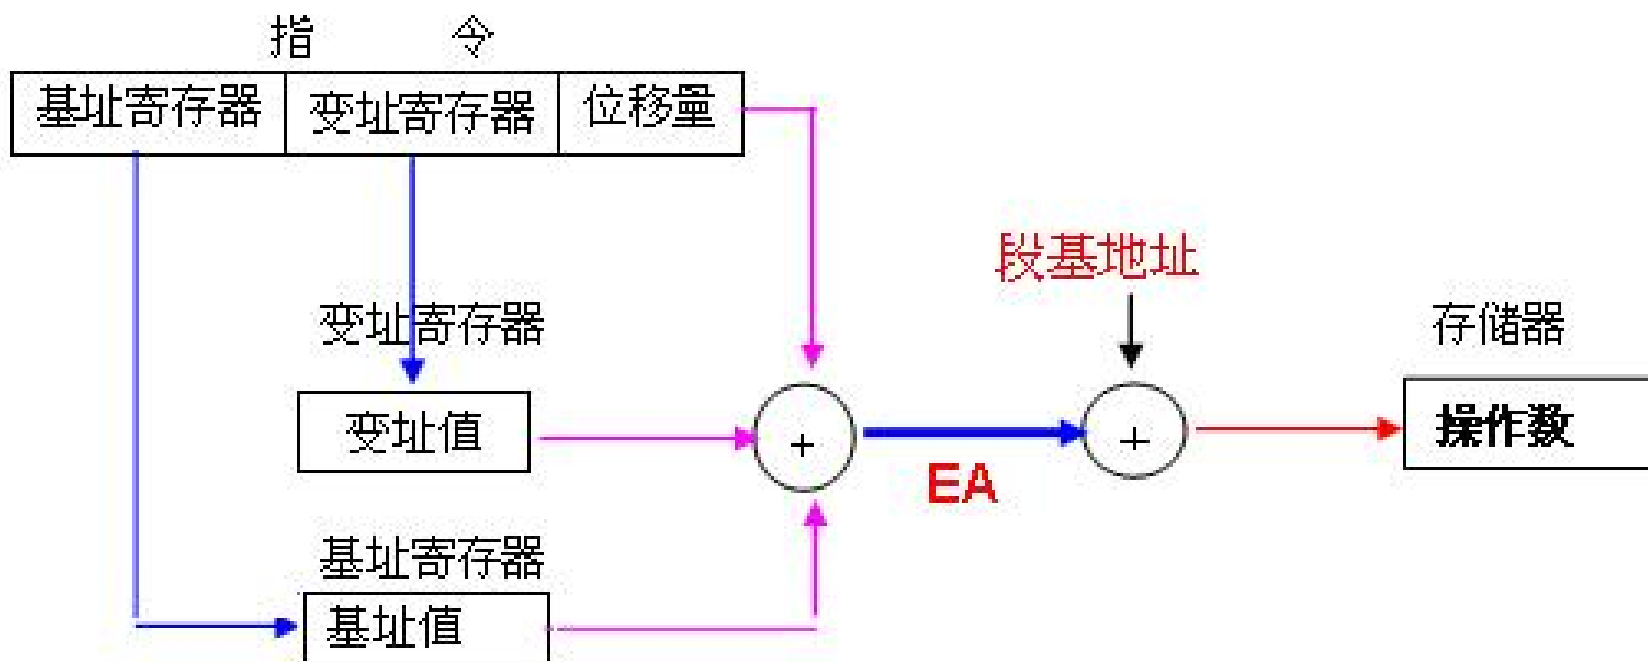 指 令
基址寄存器 变址寄存器 位移量
段基地址
变址寄存器
存储器
变址值
+
+
操作数
EA
基址寄存器
基址值